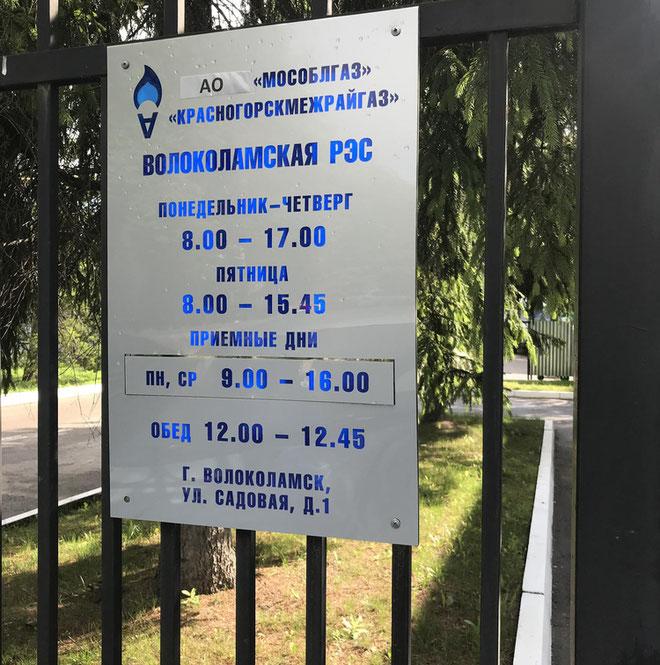 АО «МОСОБЛГАЗ»
«КРАСНОГОРСКМЕЖРАЙГАЗ»
ВОЛОКОЛАМСКАЯ РЭС
ПОНЕДЕЛЬНИК-ЧЕТВЕРГ
8.00 – 17.00
ПЯТНИЦА
8.00 – 15.45
ПРИЕМНЫЕ ДНИ
ПН, СР 9.00 – 16.00
ОБЕД 12.00 – 12.45
Г. ВОЛОКОЛАМСК,
УЛ. САДОВАЯ, Д.1